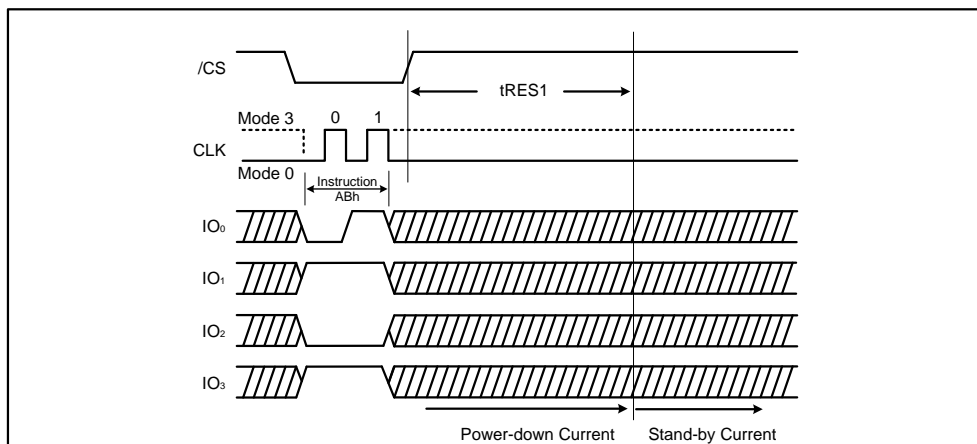 /CS
tRES1
Mode 3
0 1
CLK
Mode 0
Instruction
ABh
IO₀
IO₁
IO₂
IO₃
Power-down Current Stand-by Current